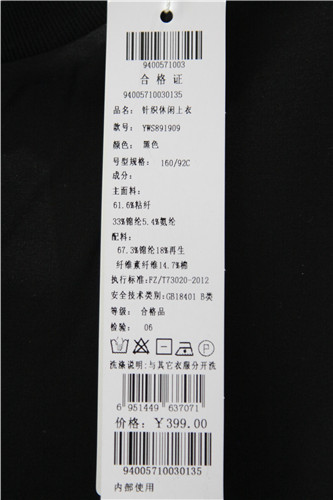 9400571003
合格证
94005710030135
品名: 针织休闲上衣
款号: YWS891909
颜色: 黑色
号型规格: 160/92C
成分:
主面料:
61.6%粘纤
33%锦纶5.4%氨纶
配料:
67.3%锦纶18%再生
纤维素纤维14.7%棉
执行标准:FZ/T73020-2012
安全技术类别:GB18401 B类
等级: 合格品
检验: 06
P
洗涤说明:与其它衣服分开洗
6 951449 637071
价格: ¥399.00
94005710030135
内部使用